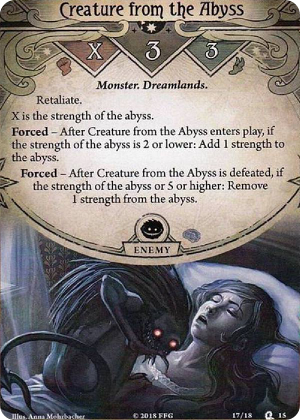 Creature from the Abyss
X 3 3
Monster. Dreamlands.
Retaliate.
X is the strength of the abyss.
Forced – After Creature from the Abyss enters play, if
the strength of the abyss is 2 or lower: Add 1 strength to
the abyss.
Forced – After Creature from the Abyss is defeated, if
the strength of the abyss or 5 or higher: Remove
1 strength from the abyss.
ENEMY
Illus. Anna Mohrbacher
© 2018 FFG
17/18
15